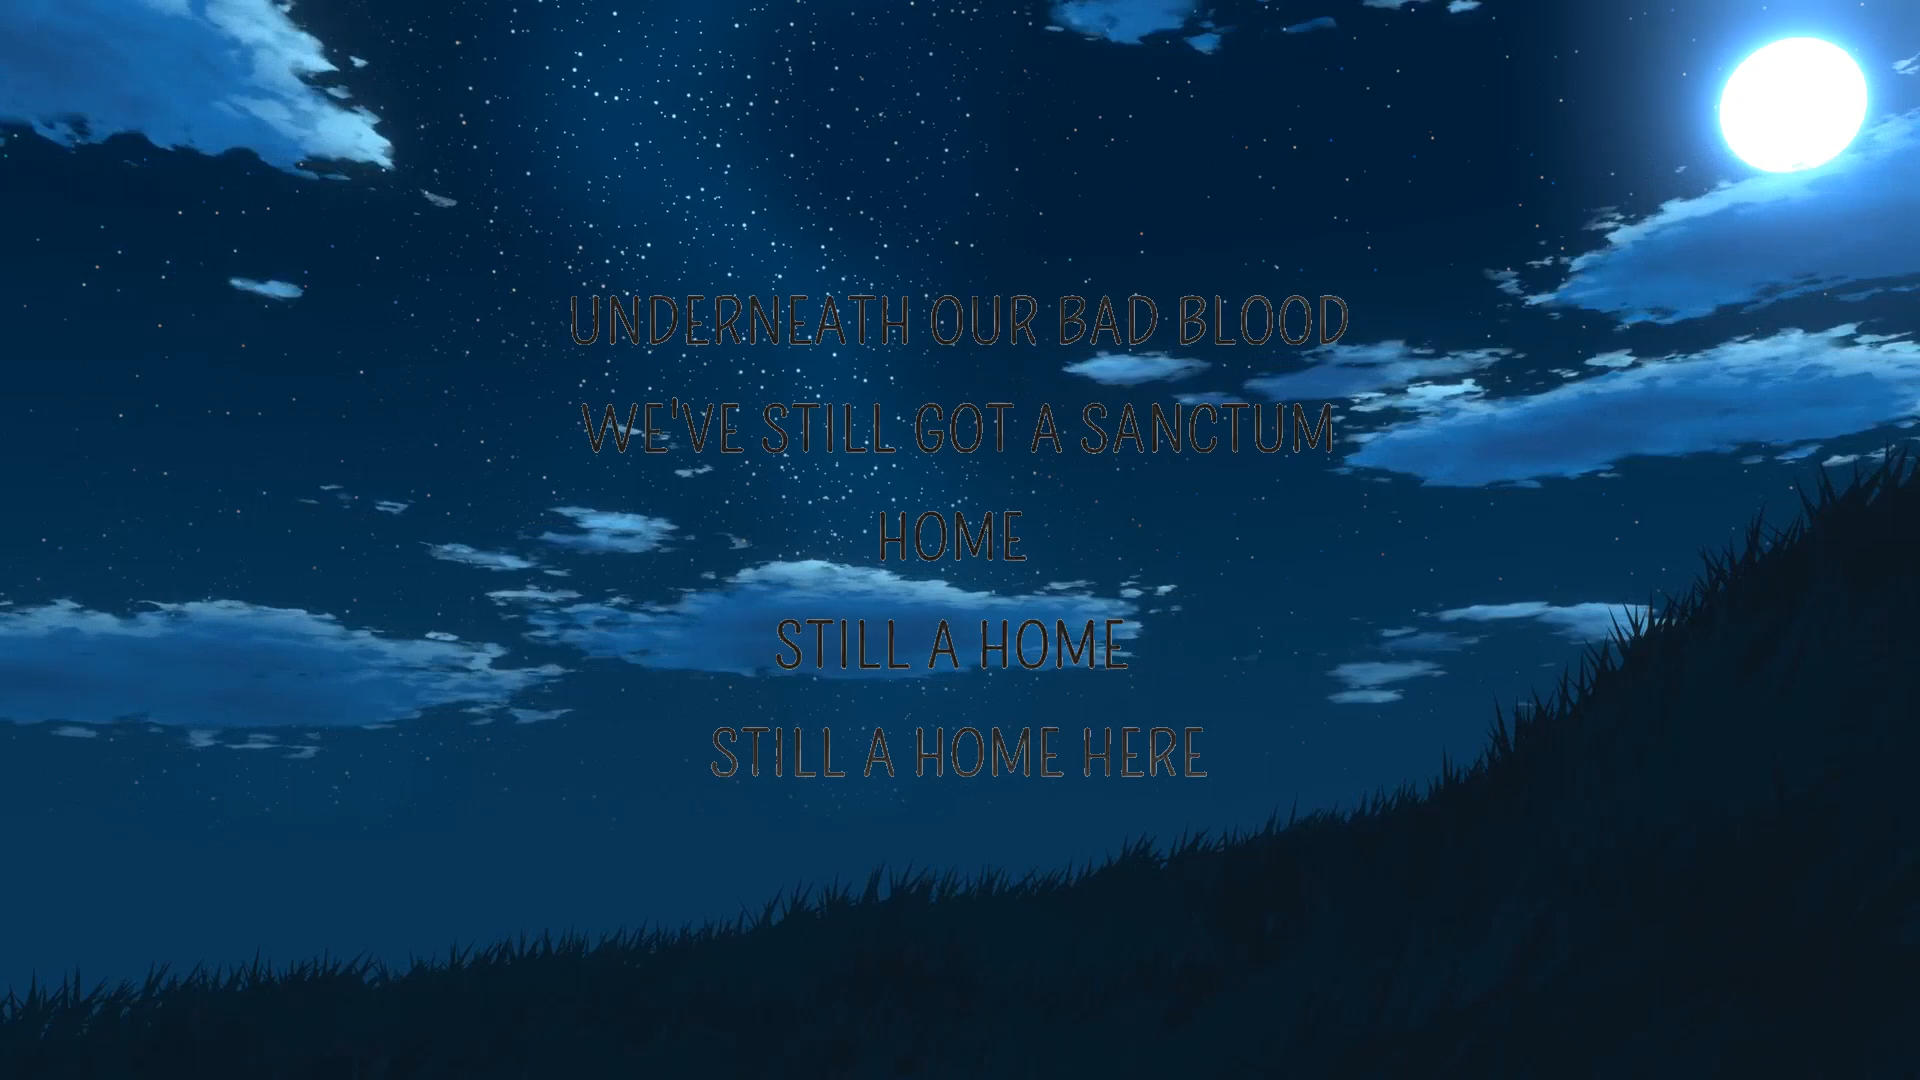 UNDERNEATH OUR BAD BLOOD
WE'VE STILL GOT A SANCTUM
HOME
STILL A HOME
STILL A HOME HERE